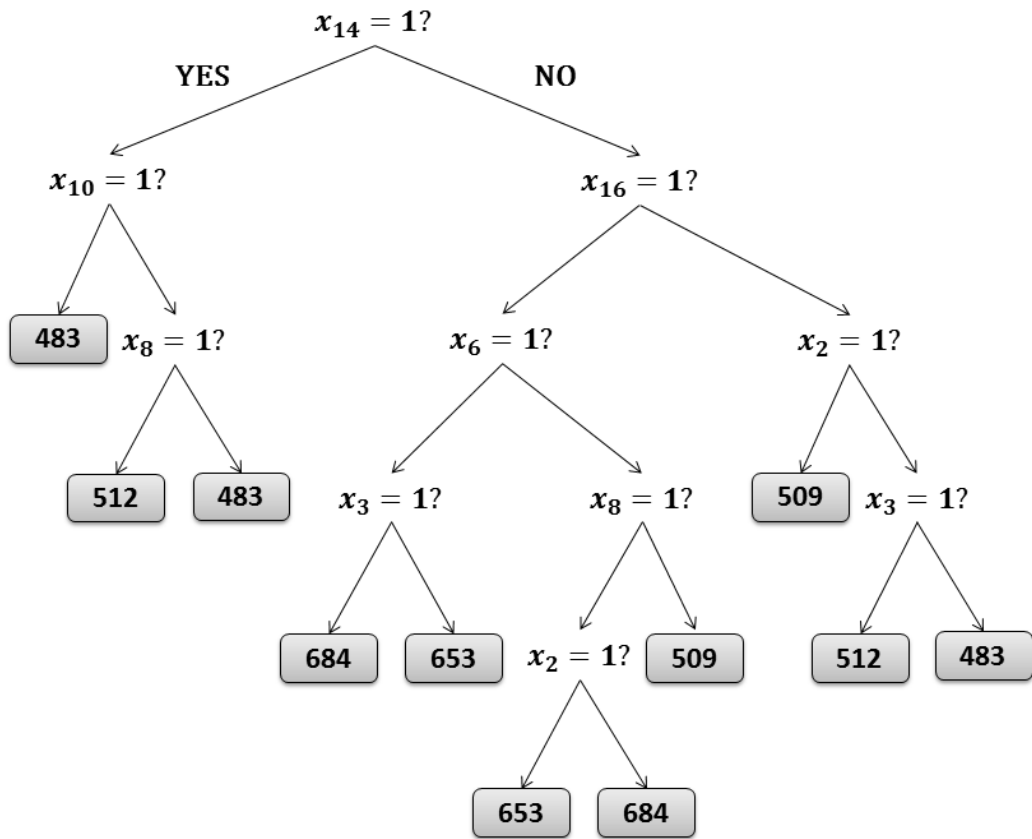 x₁₄ = 1?
YES NO
x₁₀ = 1? x₁₆ = 1?
483 x₈ = 1? x₆ = 1? x₂ = 1?
512 483 x₃ = 1? x₈ = 1? 509 x₃ = 1?
684 653 x₂ = 1? 509 512 483
653 684